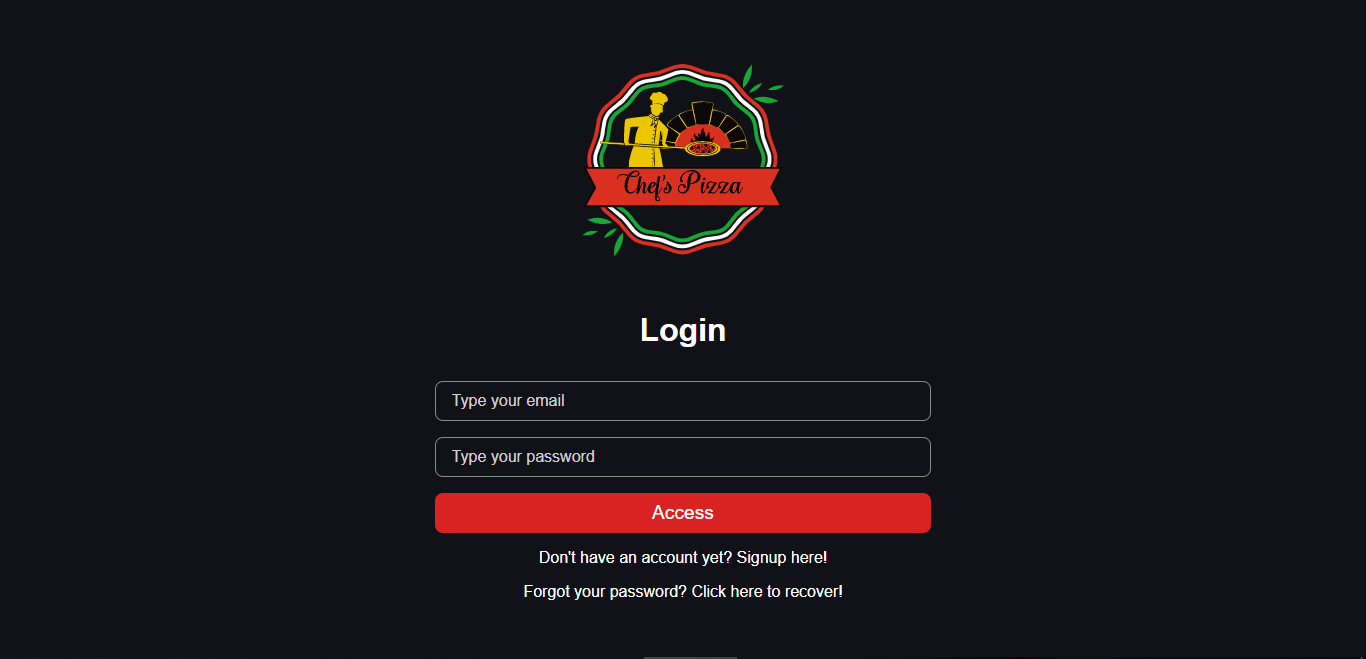 Chef's Pizza
Login
Type your email
Type your password
Access
Don't have an account yet? Signup here!
Forgot your password? Click here to recover!